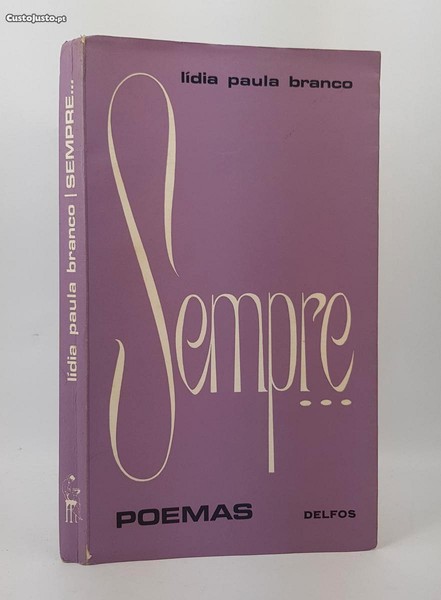 CustoJusto.pt
lídia paula branco
Sempre...
POEMAS
DELFOS
lídia paula branco | SEMPRE...